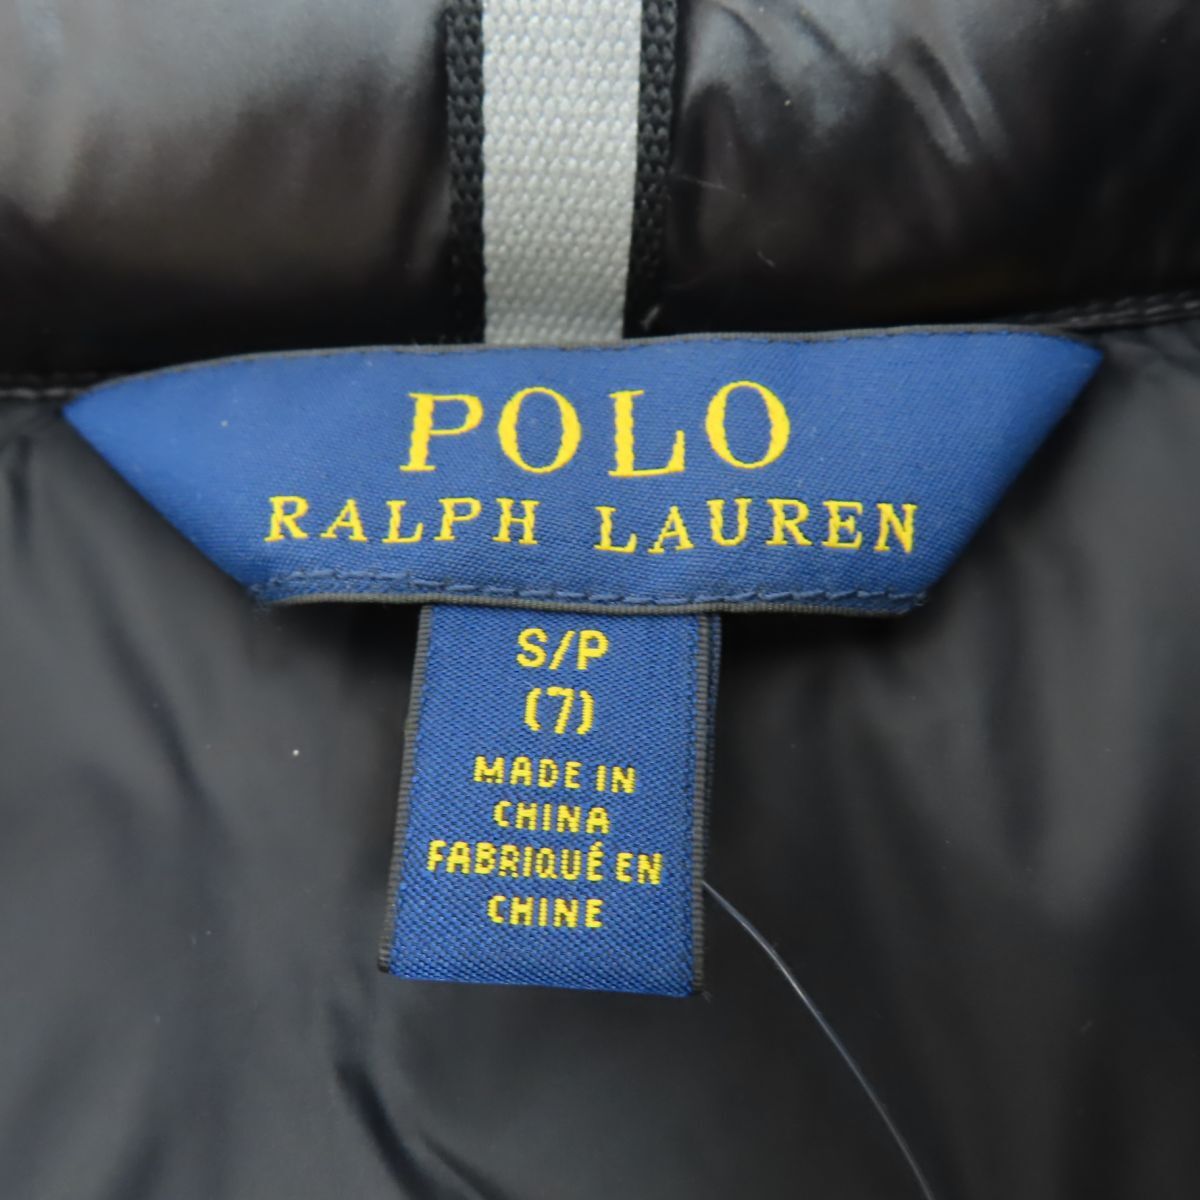 POLO
RALPH LAUREN
S/P
(7)
MADE IN
CHINA
FABRIQUÉ EN
CHINE